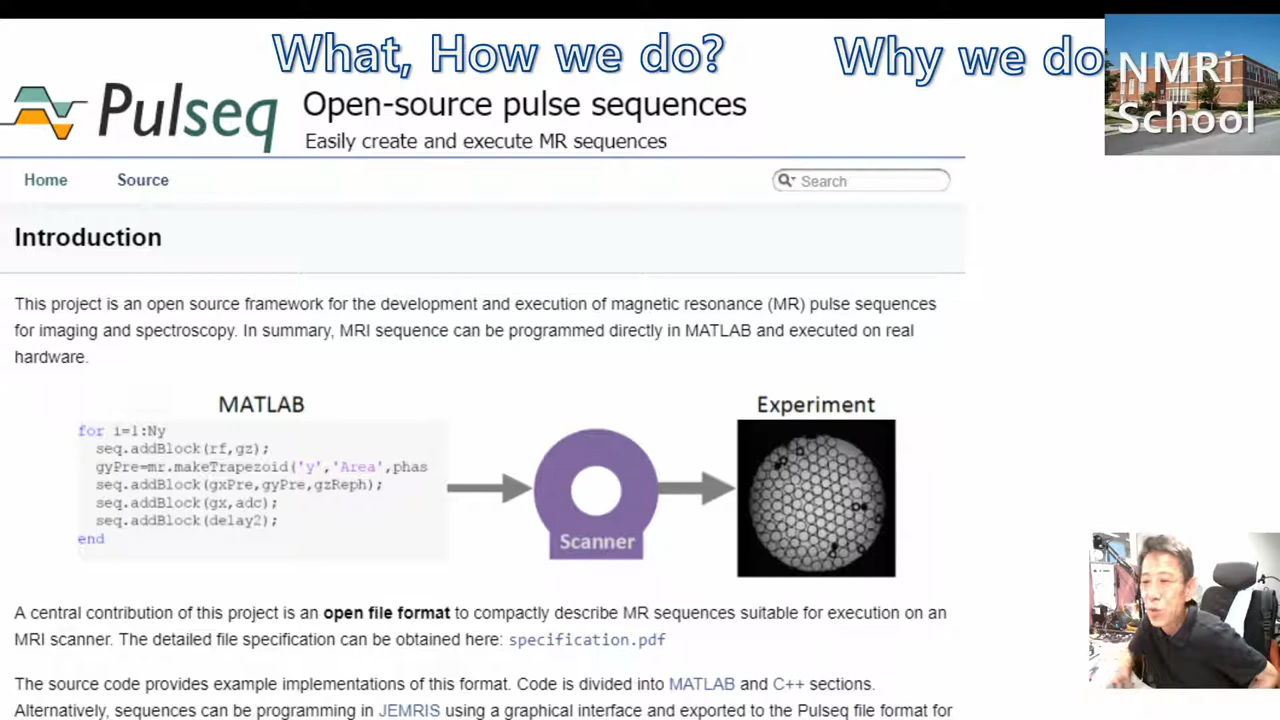 What, How we do?
Why we do
NMRi
School
Pulseq
Open-source pulse sequences
Easily create and execute MR sequences
Home
Source
Search
Introduction
This project is an open source framework for the development and execution of magnetic resonance (MR) pulse sequences
for imaging and spectroscopy. In summary, MRI sequence can be programmed directly in MATLAB and executed on real
hardware.
MATLAB
for i=1:Ny
seq.addBlock(rf,gz);
gyPre=mr.makeTrapezoid('y','Area',phas
seq.addBlock(gxPre,gyPre,gzReph);
seq.addBlock(gx,adc);
seq.addBlock(delay2);
end
Scanner
Experiment
A central contribution of this project is an open file format to compactly describe MR sequences suitable for execution on an
MRI scanner. The detailed file specification can be obtained here: specification.pdf
The source code provides example implementations of this format. Code is divided into MATLAB and C++ sections.
Alternatively, sequences can be programming in JEMRIS using a graphical interface and exported to the Pulseq file format for